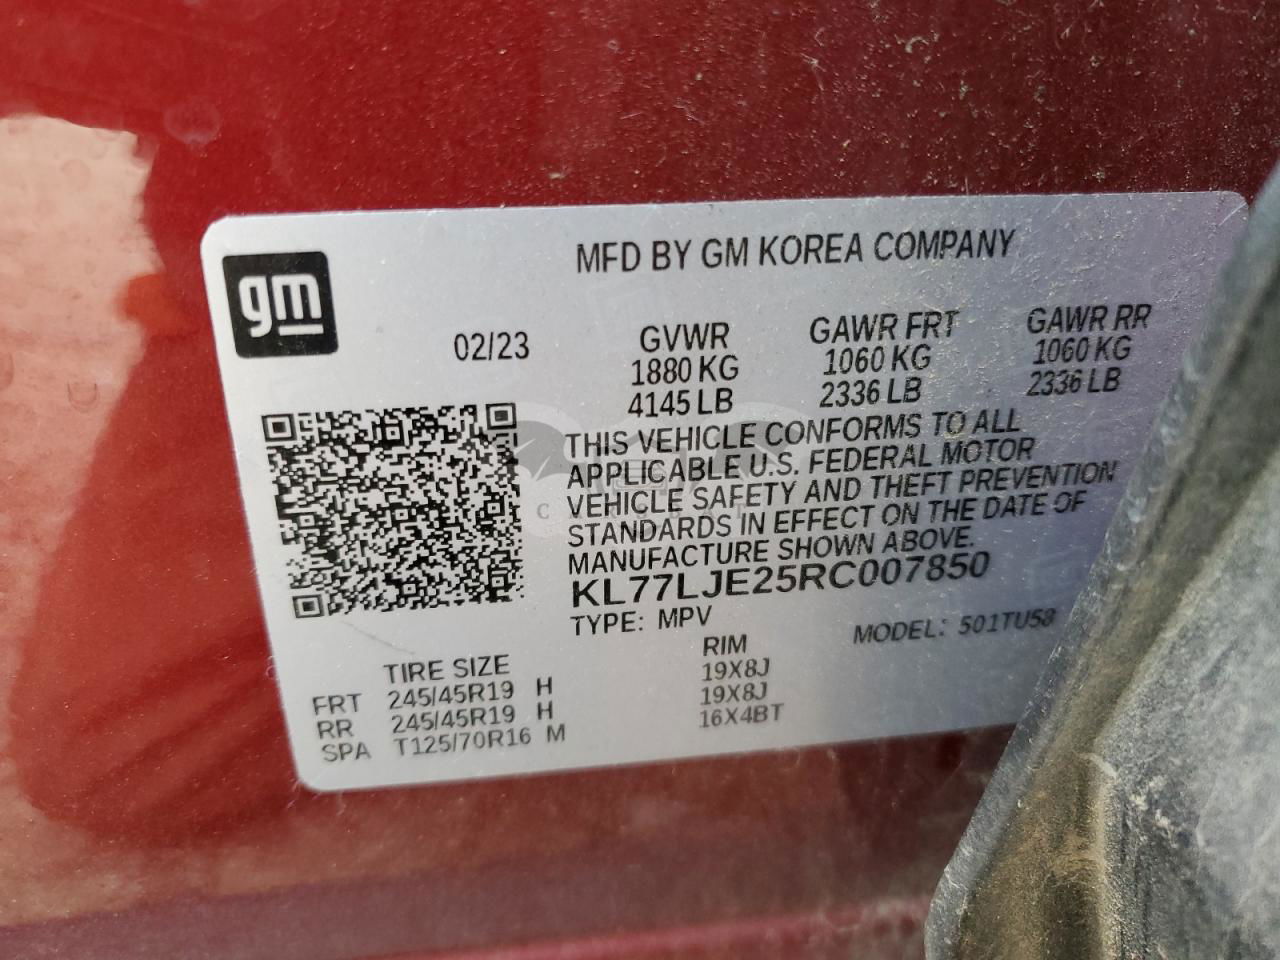 gm
MFD BY GM KOREA COMPANY
02/23
GVWR
1880 KG
4145 LB
GAWR FRT
1060 KG
2336 LB
GAWR RR
1060 KG
2336 LB
THIS VEHICLE CONFORMS TO ALL
APPLICABLE U.S. FEDERAL MOTOR
VEHICLE SAFETY AND THEFT PREVENTION
STANDARDS IN EFFECT ON THE DATE OF
MANUFACTURE SHOWN ABOVE.
KL77LJE25RC007850
TYPE: MPV
MODEL: 501TU58
TIRE SIZE
RIM
FRT 245/45R19 H 19X8J
RR 245/45R19 H 19X8J
SPA T125/70R16 M 16X4BT